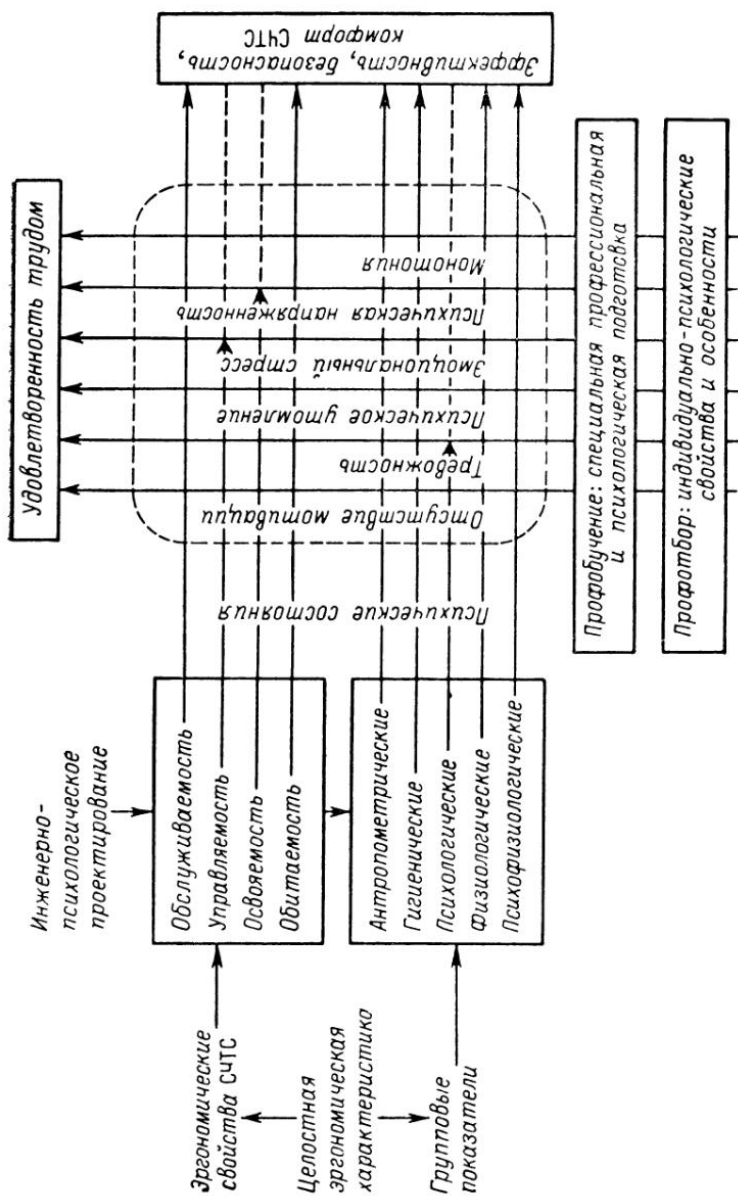 Инженерно-
психологическое
проектирование
Эргономические
свойства СЧТС
Целостная
эргономическая
характеристико
Групповые
показатели
Обслуживаемость
Управляемость
Освояемость
Обитаемость
Антропометрические
Гигиенические
Психологические
Физиологические
Психофизиологические
Психические состояния
Удовлетворенность трудом
Отсутствие мотивации
Тревожность
Психическое утомление
Эмоциональный стресс
Психическая напряженность
Монотония
Эффективность, безопасность,
комфорт СЧТС
Профобучение: специальная профессиональная
и психологическая подготовка
Профотбор: индивидуально-психологические
свойства и особенности